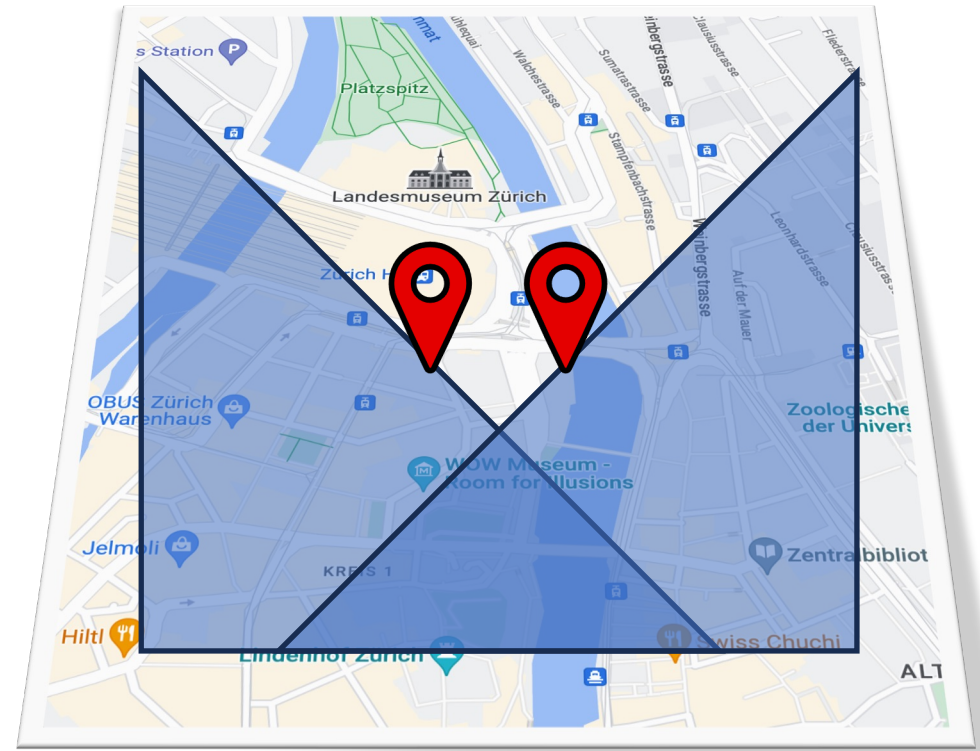 s Station
P
Platzspitz
Walchestrasse
Sumatrastrasse
Stampfenbachstrasse
Landesmuseum Zürich
Weinbergstrasse
Leonhardstrasse
Auf der Mauer
OBUS Zürich
Warenhaus
Zoologische
der Univers
WOW Museum -
Room for Illusions
Jelmoli
Zentralbibliot
KREIS 1
Hiltl
Lindenhof Zürich
Swiss Chuchi
ALT